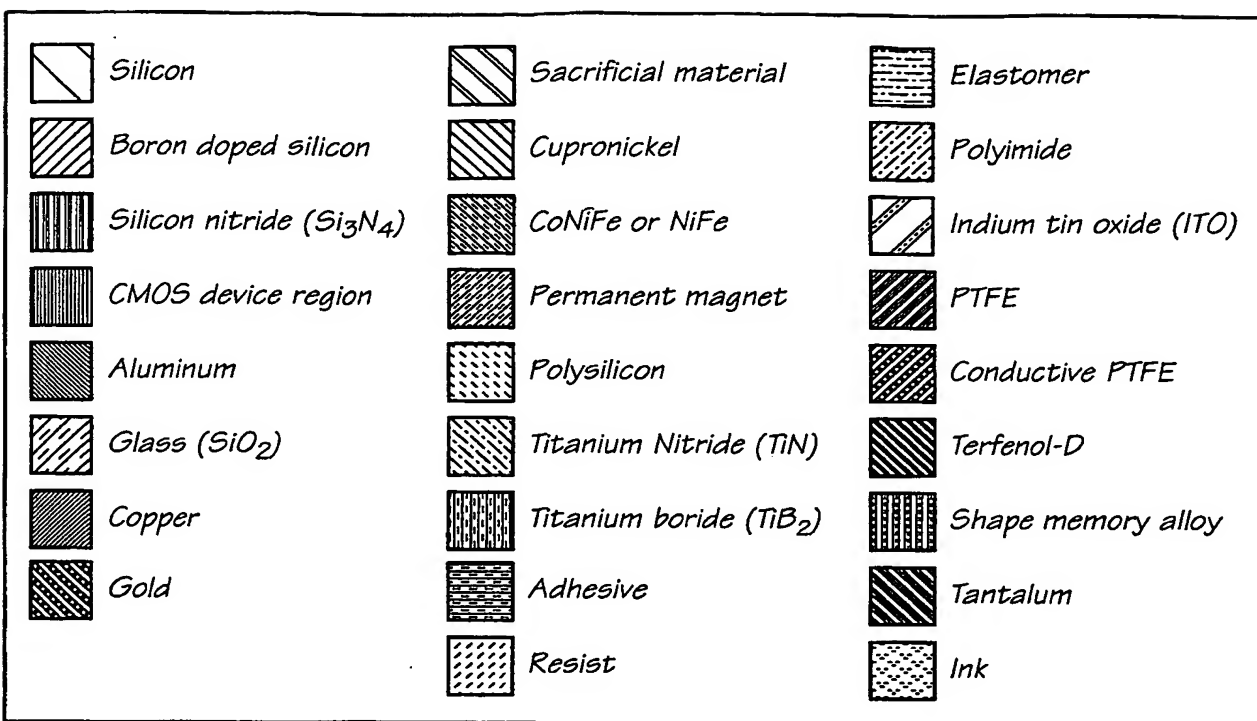 Silicon
Boron doped silicon
Silicon nitride (Si₃N₄)
CMOS device region
Aluminum
Glass (SiO₂)
Copper
Gold
Sacrificial material
Cupronickel
CoNiFe or NiFe
Permanent magnet
Polysilicon
Titanium Nitride (TiN)
Titanium boride (TiB₂)
Adhesive
Resist
Elastomer
Polyimide
Indium tin oxide (ITO)
PTFE
Conductive PTFE
Terfenol-D
Shape memory alloy
Tantalum
Ink